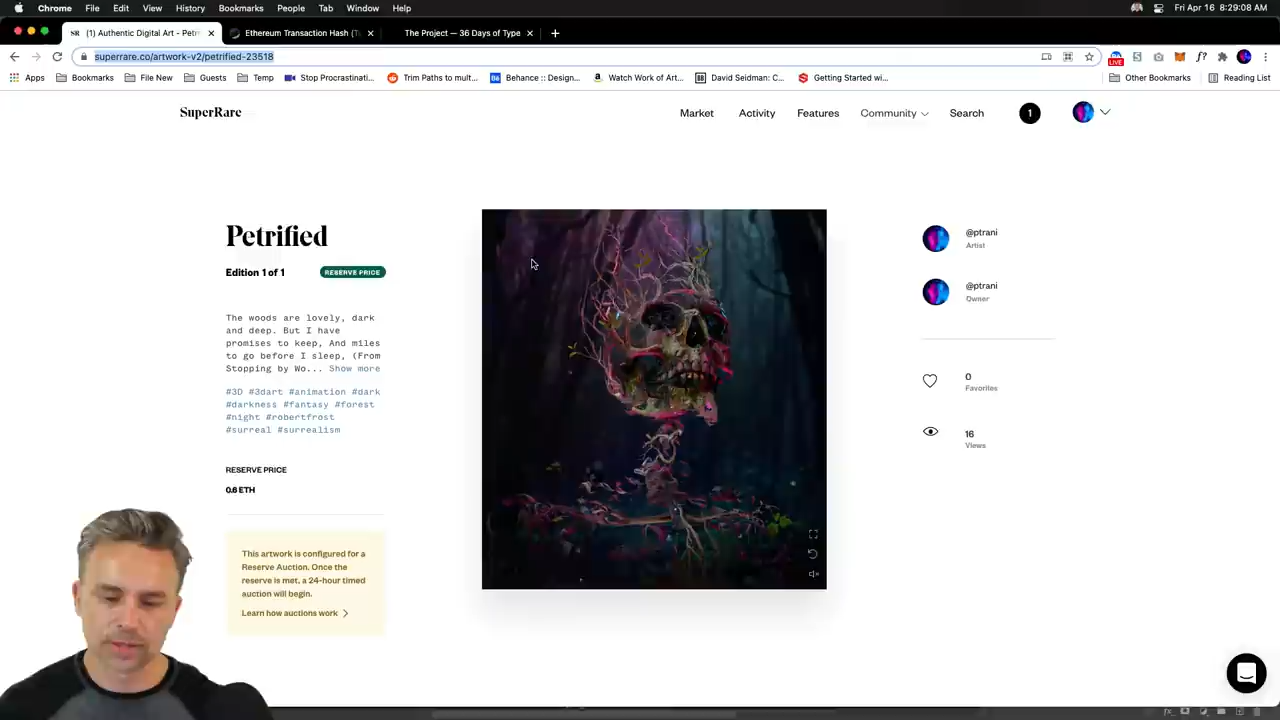 Chrome File Edit View History Bookmarks People Tab Window Help Fri Apr 16 8:29:08 AM
SR (1) Authentic Digital Art - Petr
Ethereum Transaction Hash (T
The Project — 36 Days of Type
superrare.co/artwork-v2/petrified-23518
LIVE
Apps Bookmarks File New Guests Temp Stop Procrastinati... Trim Paths to mult... Behance :: Design... Watch Work of Art... David Seidman: C... Getting Started wi... Other Bookmarks Reading List
SuperRare Market Activity Features Community Search 1
Petrified
Edition 1 of 1 RESERVE PRICE
The woods are lovely, dark
and deep. But I have
promises to keep, And miles
to go before I sleep, (From
Stopping by Wo... Show more
#3D #3dart #animation #dark
#darkness #fantasy #forest
#night #robertfrost
#surreal #surrealism
RESERVE PRICE
0.6 ETH
This artwork is configured for a
Reserve Auction. Once the
reserve is met, a 24-hour timed
auction will begin.
Learn how auctions work
@ptrani
Artist
@ptrani
Owner
0
Favorites
16
Views